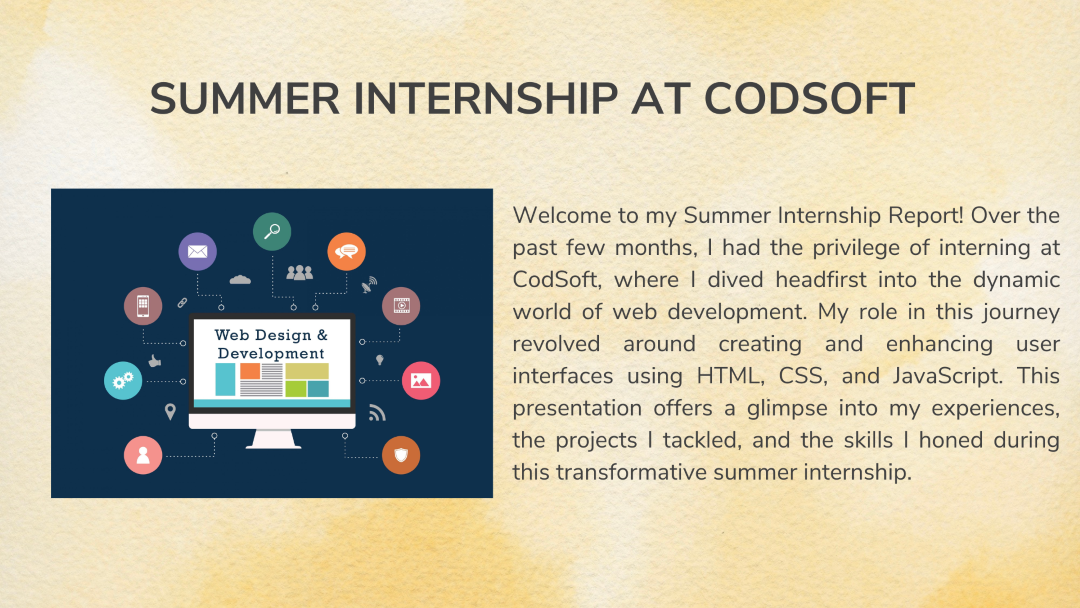 SUMMER INTERNSHIP AT CODSOFT
Web Design &
Development
Welcome to my Summer Internship Report! Over the
past few months, I had the privilege of interning at
CodSoft, where I dived headfirst into the dynamic
world of web development. My role in this journey
revolved around creating and enhancing user
interfaces using HTML, CSS, and JavaScript. This
presentation offers a glimpse into my experiences,
the projects I tackled, and the skills I honed during
this transformative summer internship.